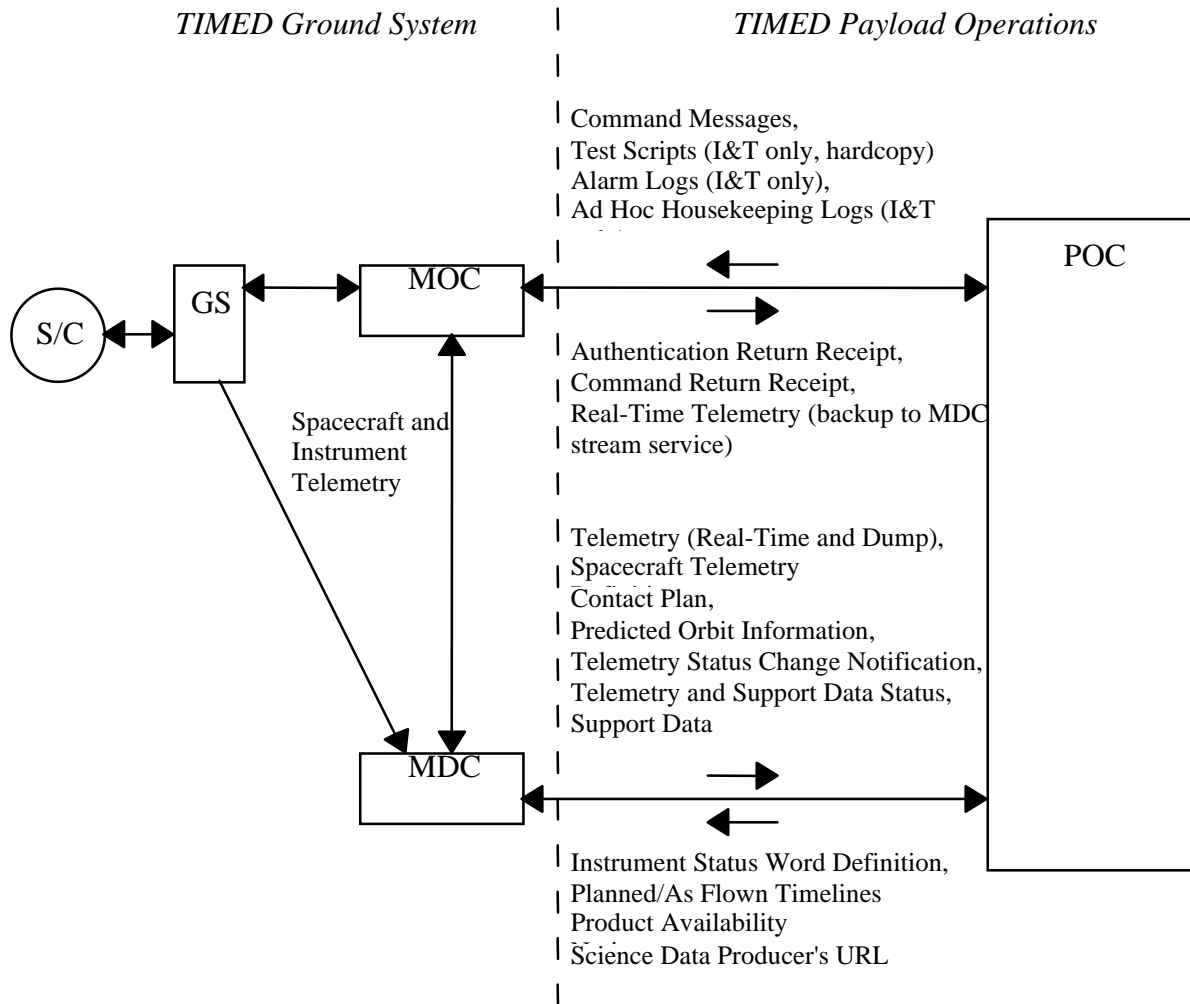 TIMED Ground System
TIMED Payload Operations
Command Messages,
Test Scripts (I&T only, hardcopy)
Alarm Logs (I&T only),
Ad Hoc Housekeeping Logs (I&T
POC
MOC
GS
S/C
Authentication Return Receipt,
Command Return Receipt,
Real-Time Telemetry (backup to MDC
stream service)
Spacecraft and
Instrument
Telemetry
Telemetry (Real-Time and Dump),
Spacecraft Telemetry
Contact Plan,
Predicted Orbit Information,
Telemetry Status Change Notification,
Telemetry and Support Data Status,
Support Data
MDC
Instrument Status Word Definition,
Planned/As Flown Timelines
Product Availability
Science Data Producer's URL